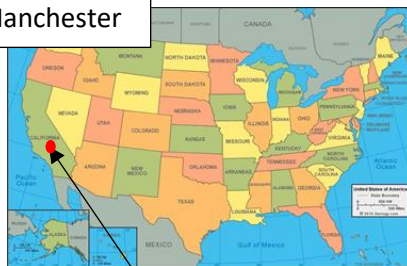 Manchester
CANADA
MONTANA
NORTH DAKOTA
MINNESOTA
MAINE
OREGON
IDAHO
SOUTH DAKOTA
WISCONSIN
NEW YORK
WYOMING
IOWA
PENNSYLVANIA
NEVADA
NEBRASKA
ILLINOIS
INDIANA
OHIO
UTAH
COLORADO
KANSAS
MISSOURI
VIRGINIA
CALIFORNIA
KENTUCKY
NORTH
CAROLINA
TENNESSEE
ARIZONA
NEW
MEXICO
OKLAHOMA
ARKANSAS
SOUTH
CAROLINA
ALABAMA
GEORGIA
Atlantic
Ocean
Pacific
Ocean
TEXAS
LOUISIANA
United States of America
FLORIDA
ALASKA
MEXICO
Gulf of Mexico